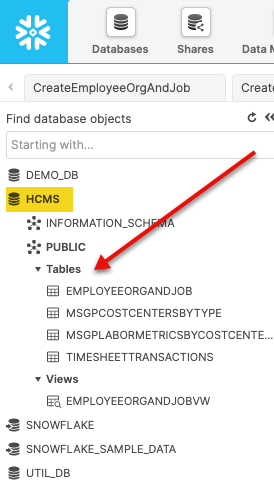 Databases
Shares
Data M
CreateEmployeeOrgAndJob
Create
Find database objects
Starting with...
DEMO_DB
HCMS
INFORMATION_SCHEMA
PUBLIC
Tables
EMPLOYEEORGANDJOB
MSGPCOSTCENTERSBYTYPE
MSGPLABORMETRICSBYCOSTCENTE...
TIMESHEETTRANSACTIONS
Views
EMPLOYEEORGANDJOBVW
SNOWFLAKE
SNOWFLAKE_SAMPLE_DATA
UTIL_DB